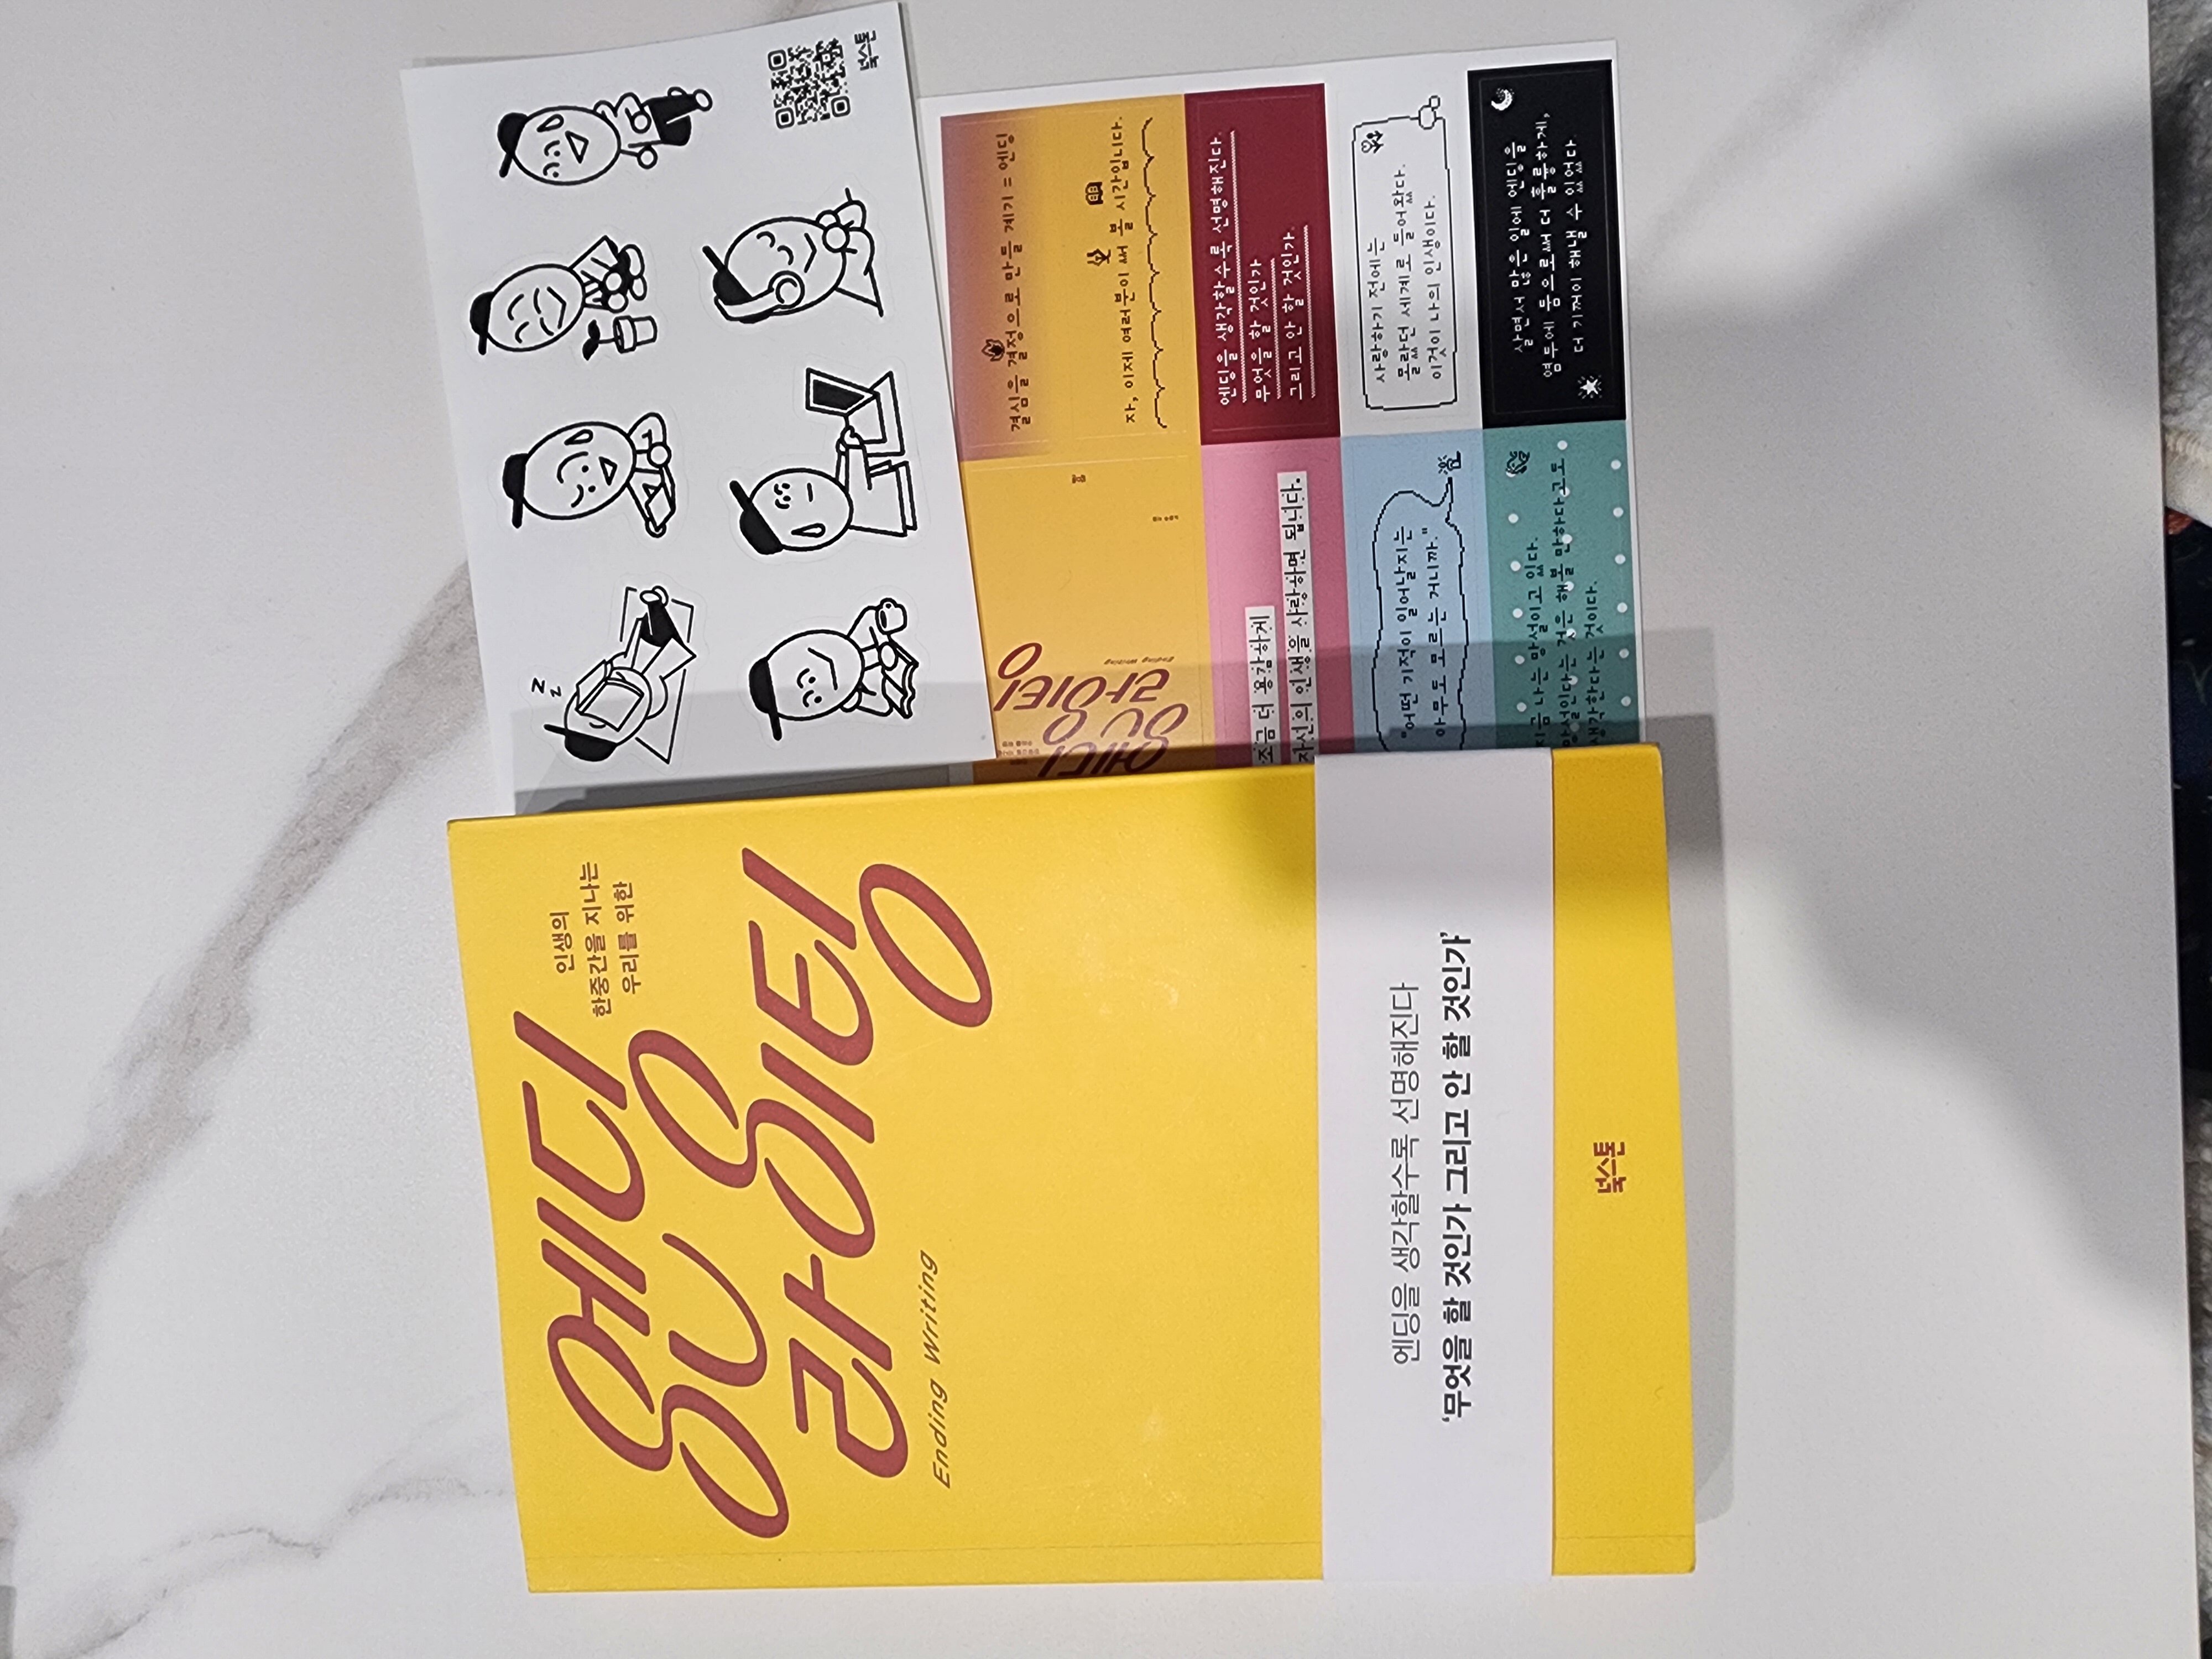 인생의
한중간을 지나는
우리를 위한
엔딩
라이팅
Ending Writing
엔딩을 생각할수록 선명해진다
‘무엇을 할 것인가 그리고 안 할 것인가’
북스톤
z z
북스톤
결심을 결정으로 만들 계기 = 엔딩
자, 이제 여러분이 써 볼 시간입니다.
엔딩
라이팅
Ending Writing
엔딩을 생각할수록 선명해진다.
무엇을 할 것인가
그리고 안 할 것인가.
조금 더 용감하게
자신의 인생을 사랑하면 됩니다.
사랑하기 전에는
몰랐던 세계로 들어왔다.
이것이 나의 인생이다.
"어떤 기적이 일어날지는
아무도 모르는 거니까."
살면서 맘은 일에 엔딩을
염두에 둠으로써 더 훌륭하게,
더 기꺼이 해낼 수 있었다
지금 나는 망설이고 있다.
망설인다는 것은 해볼 만하다고도
생각한다는 것이다.